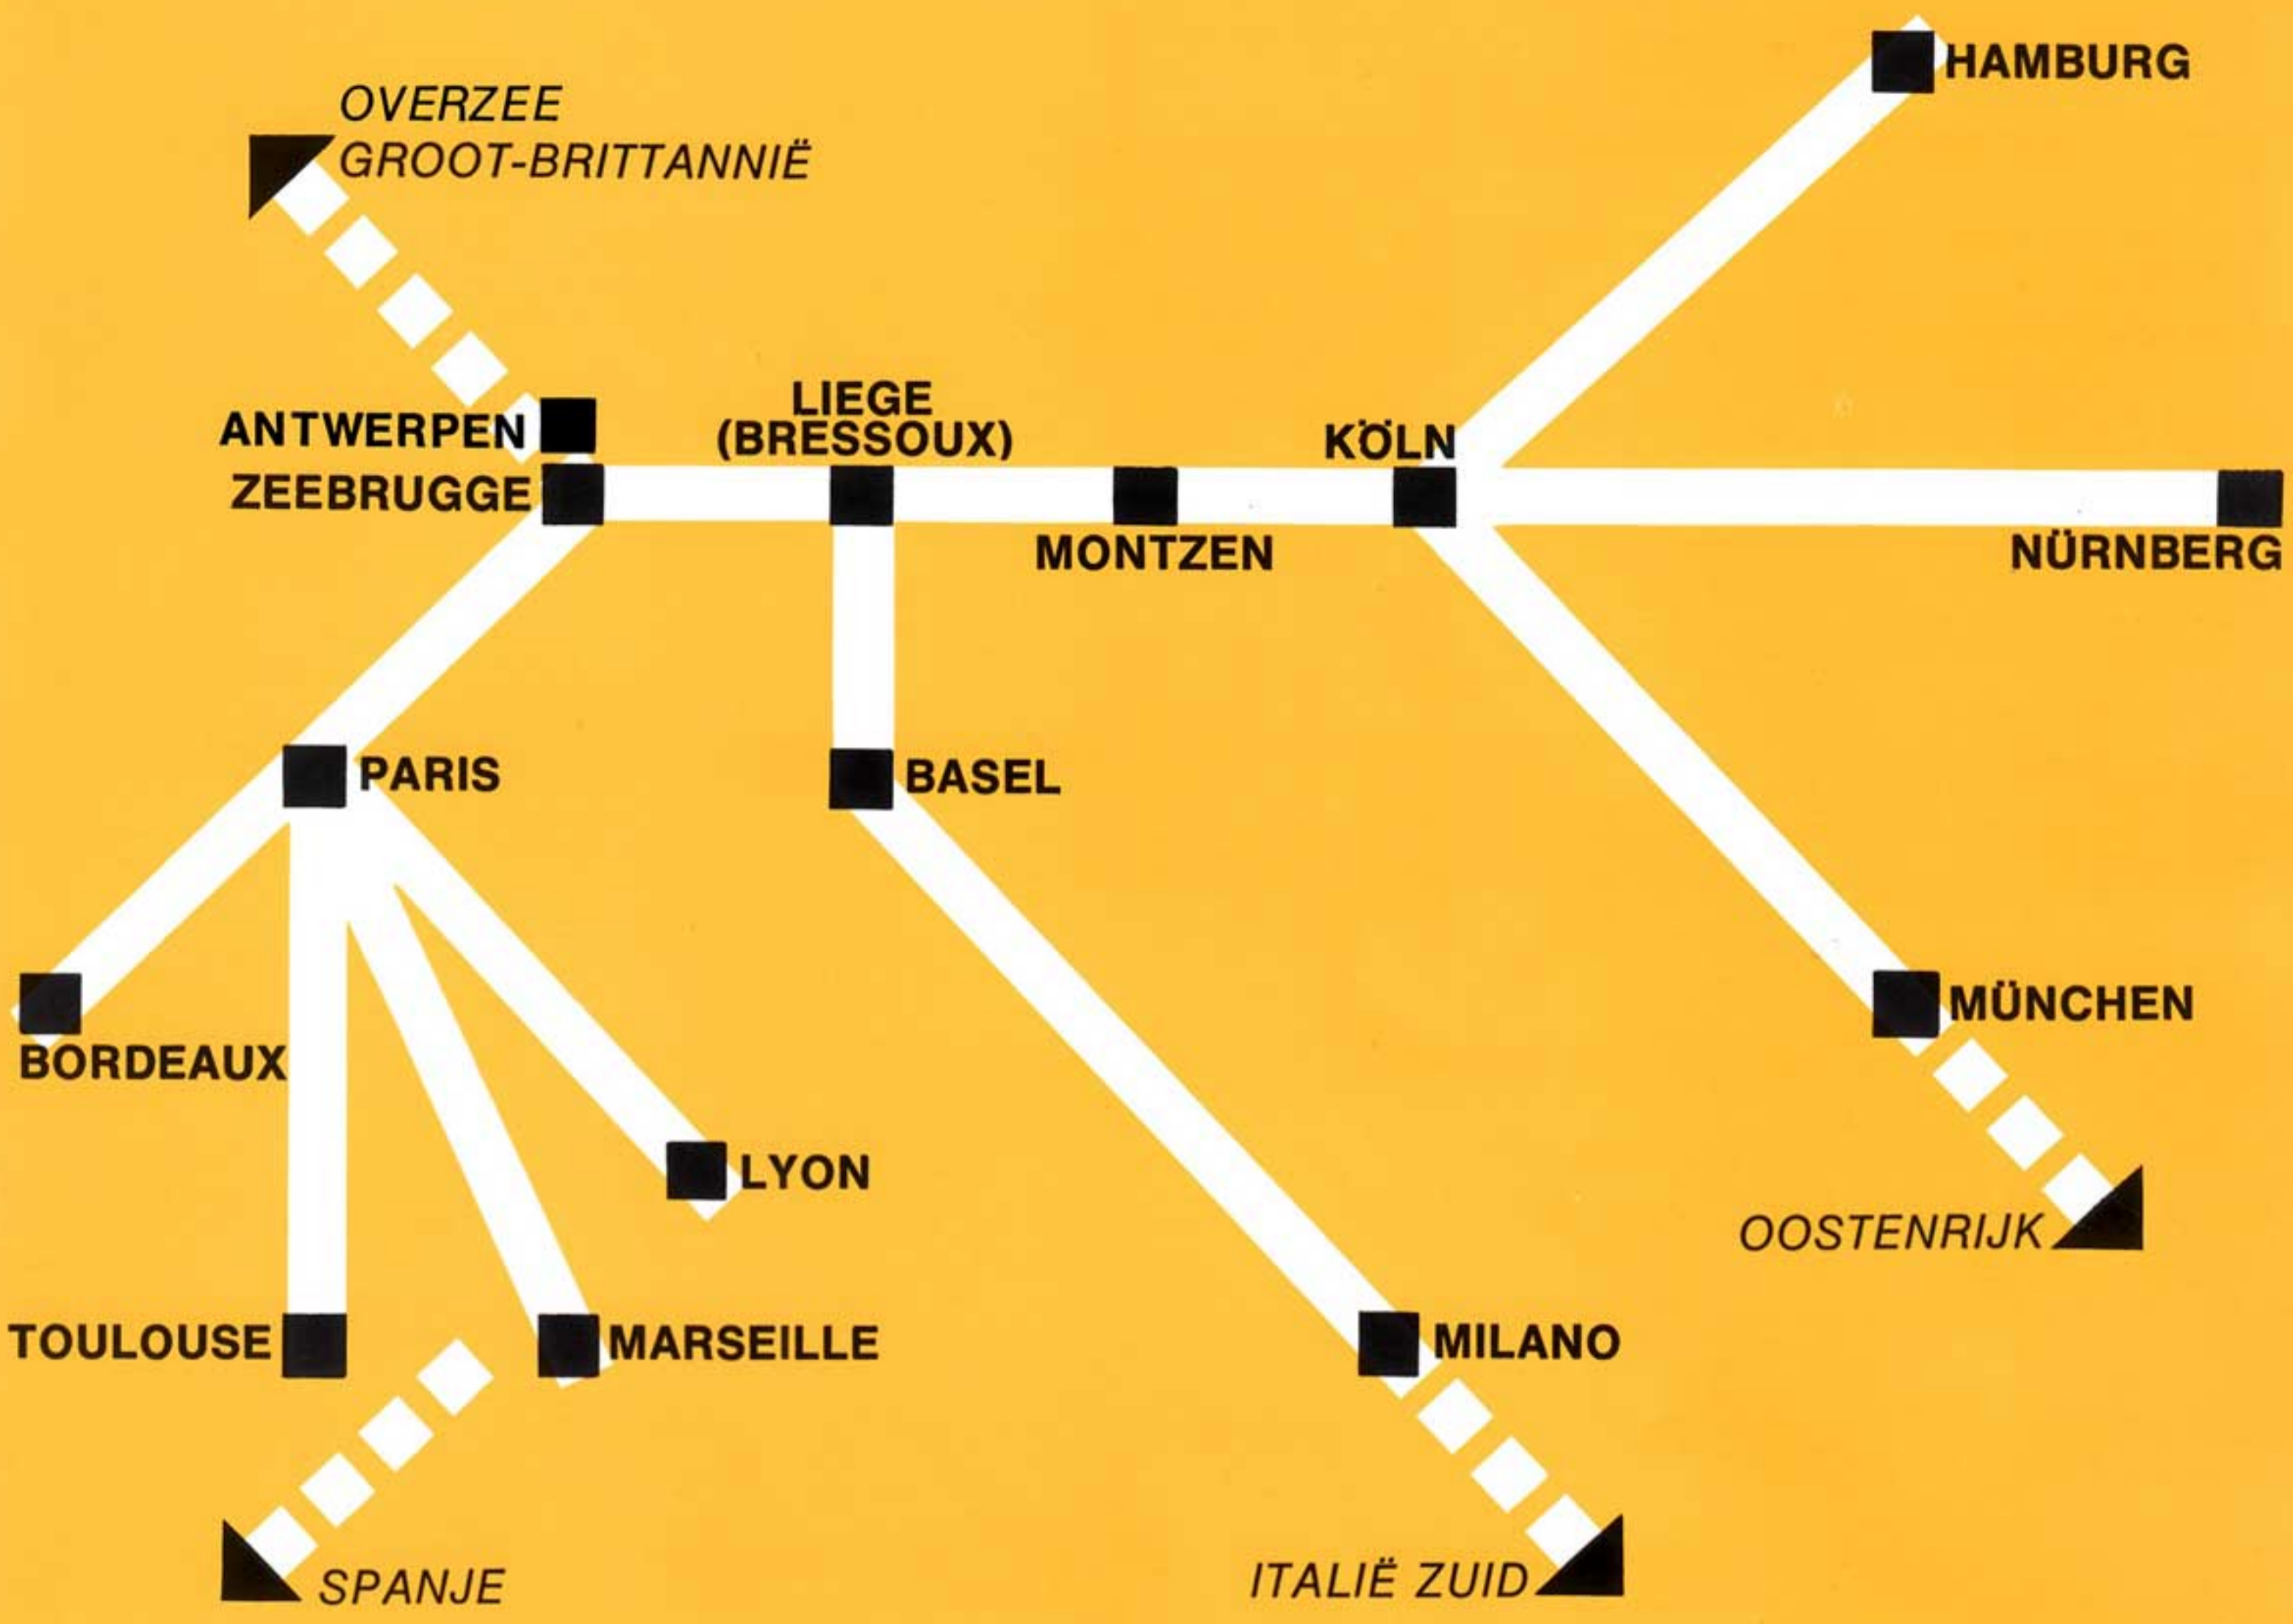 HAMBURG
OVERZEE
GROOT-BRITTANNIË
LIEGE
(BRESSOUX)
ANTWERPEN
KÖLN
ZEEBRUGGE
MONTZEN
NÜRNBERG
PARIS
BASEL
MÜNCHEN
BORDEAUX
LYON
OOSTENRIJK
TOULOUSE
MARSEILLE
MILANO
SPANJE
ITALIË ZUID